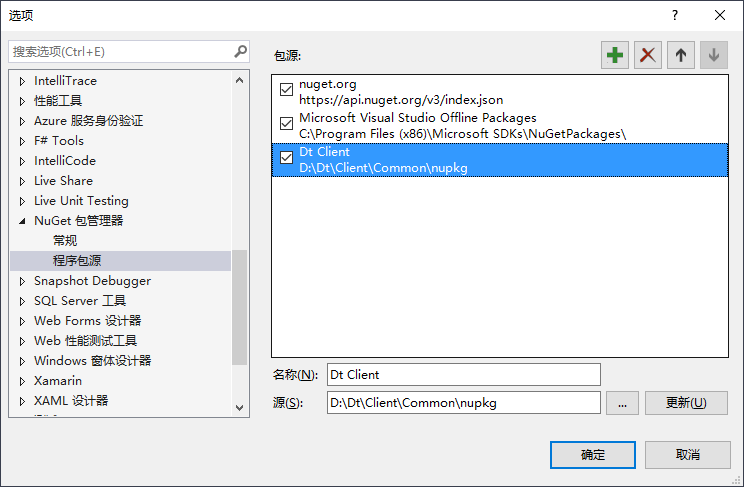 选项
搜索选项(Ctrl+E)
IntelliTrace
性能工具
Azure 服务身份验证
F# Tools
IntelliCode
Live Share
Live Unit Testing
NuGet 包管理器
常规
程序包源
Snapshot Debugger
SQL Server 工具
Web Forms 设计器
Web 性能测试工具
Windows 窗体设计器
Xamarin
XAML 设计器
包源:
nuget.org
https://api.nuget.org/v3/index.json
Microsoft Visual Studio Offline Packages
C:\Program Files (x86)\Microsoft SDKs\NuGetPackages\
Dt Client
D:\Dt\Client\Common\nupkg
名称(N): Dt Client
源(S): D:\Dt\Client\Common\nupkg ... 更新(U)
确定 取消